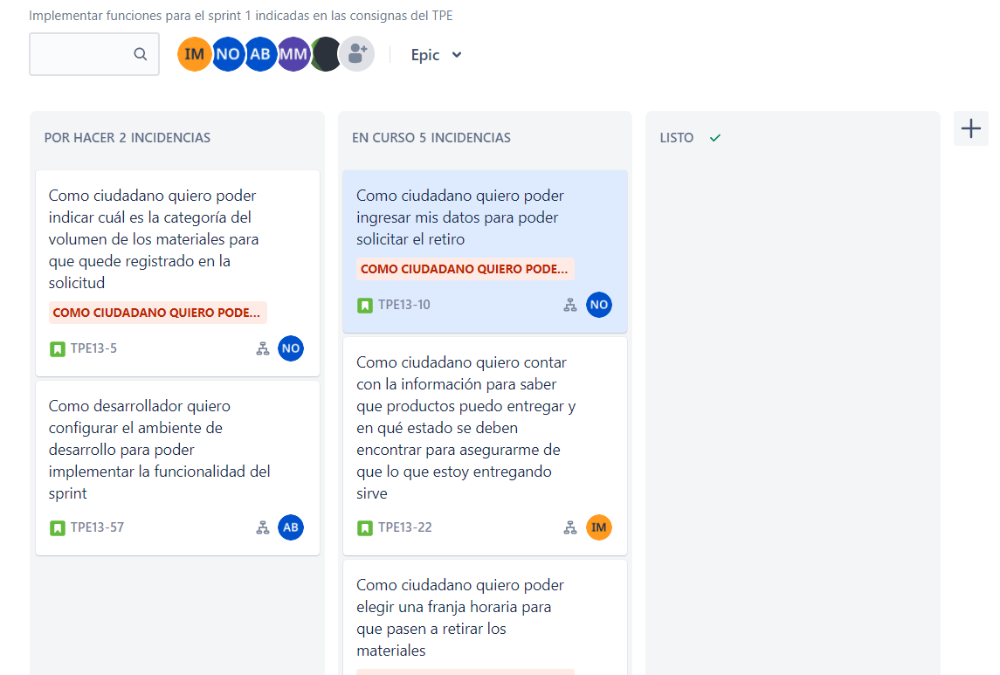 Implementar funciones para el sprint 1 indicadas en las consignas del TPE
IM NO AB MM
Epic
POR HACER 2 INCIDENCIAS
Como ciudadano quiero poder
indicar cuál es la categoría del
volumen de los materiales para
que quede registrado en la
solicitud
COMO CIUDADANO QUIERO PODE...
TPE13-5
NO
Como desarrollador quiero
configurar el ambiente de
desarrollo para poder
implementar la funcionalidad del
sprint
TPE13-57
AB
EN CURSO 5 INCIDENCIAS
Como ciudadano quiero poder
ingresar mis datos para poder
solicitar el retiro
COMO CIUDADANO QUIERO PODE...
TPE13-10
NO
Como ciudadano quiero contar
con la información para saber
que productos puedo entregar y
en qué estado se deben
encontrar para asegurarme de
que lo que estoy entregando
sirve
TPE13-22
IM
Como ciudadano quiero poder
elegir una franja horaria para
que pasen a retirar los
materiales
LISTO